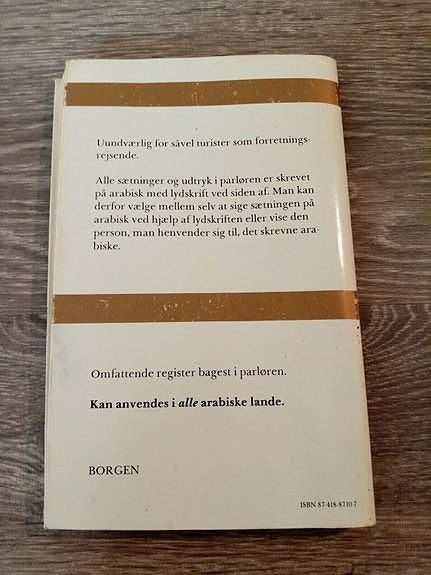 Uundværlig for såvel turister som forretnings-
rejsende.
Alle sætninger og udtryk i parløren er skrevet
på arabisk med lydskrift ved siden af. Man kan
derfor vælge mellem selv at sige sætningen på
arabisk ved hjælp af lydskriften eller vise den
person, man henvender sig til, det skrevne ara-
biske.
Omfattende register bagest i parløren.
Kan anvendes i alle arabiske lande.
BORGEN
ISBN 87-418-8710-7